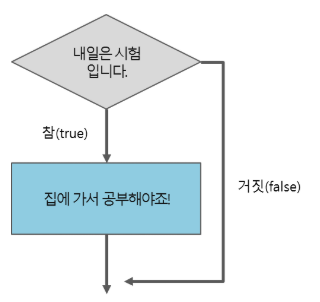 내일은 시험
입니다.
참(true)
집에 가서 공부해야죠!
거짓(false)